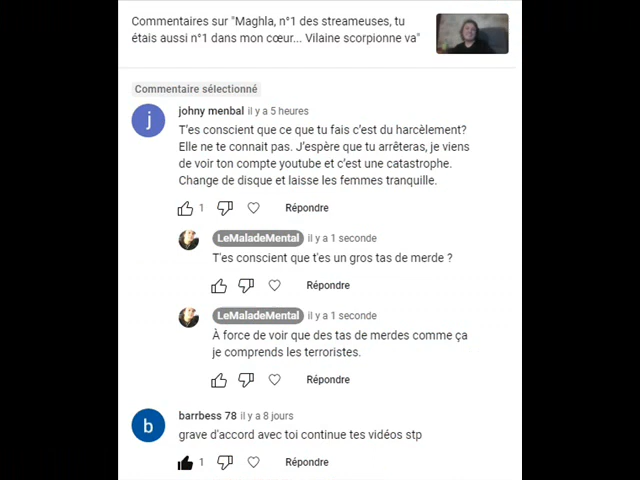 Commentaires sur "Maghla, n°1 des streameuses, tu
étais aussi n°1 dans mon cœur... Vilaine scorpionne va"
Commentaire sélectionné
johny menbal il y a 5 heures
T'es conscient que ce que tu fais c'est du harcèlement?
Elle ne te connait pas. J'espère que tu arrêteras, je viens
de voir ton compte youtube et c'est une catastrophe.
Change de disque et laisse les femmes tranquille.
1 Répondre
LeMaladeMental il y a 1 seconde
T'es conscient que t'es un gros tas de merde ?
Répondre
LeMaladeMental il y a 1 seconde
À force de voir que des tas de merdes comme ça
je comprends les terroristes.
Répondre
barrbess 78 il y a 8 jours
grave d'accord avec toi continue tes vidéos stp
1 Répondre
j
b